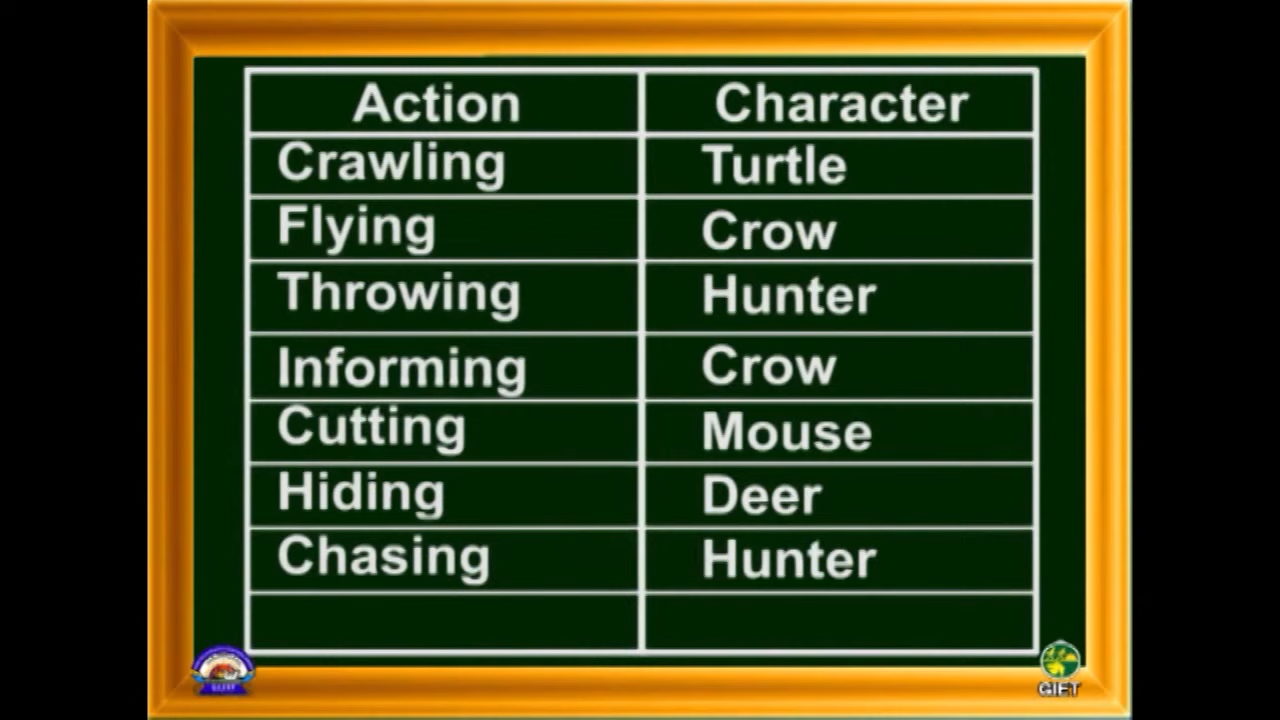 Action Character
Crawling Turtle
Flying Crow
Throwing Hunter
Informing Crow
Cutting Mouse
Hiding Deer
Chasing Hunter
GIFT